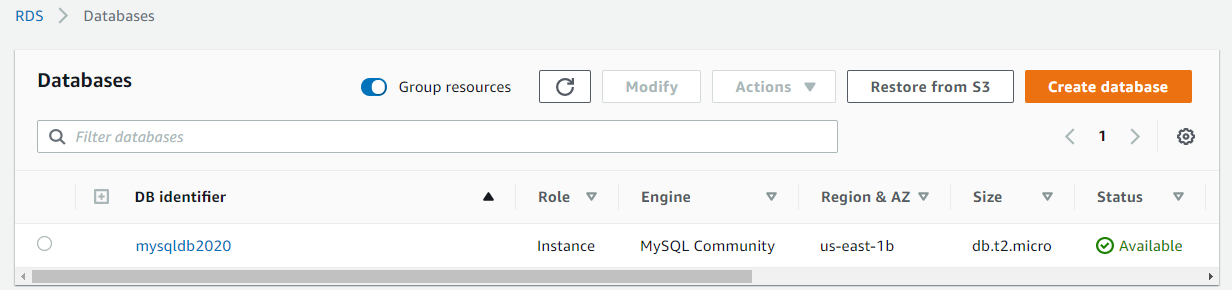 RDS > Databases
Databases Group resources Modify Actions Restore from S3 Create database
Filter databases 1
DB identifier Role Engine Region & AZ Size Status
mysqldb2020 Instance MySQL Community us-east-1b db.t2.micro Available